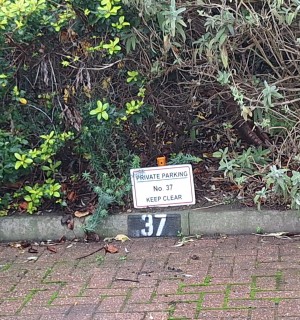 PRIVATE PARKING
No 37
KEEP CLEAR
37